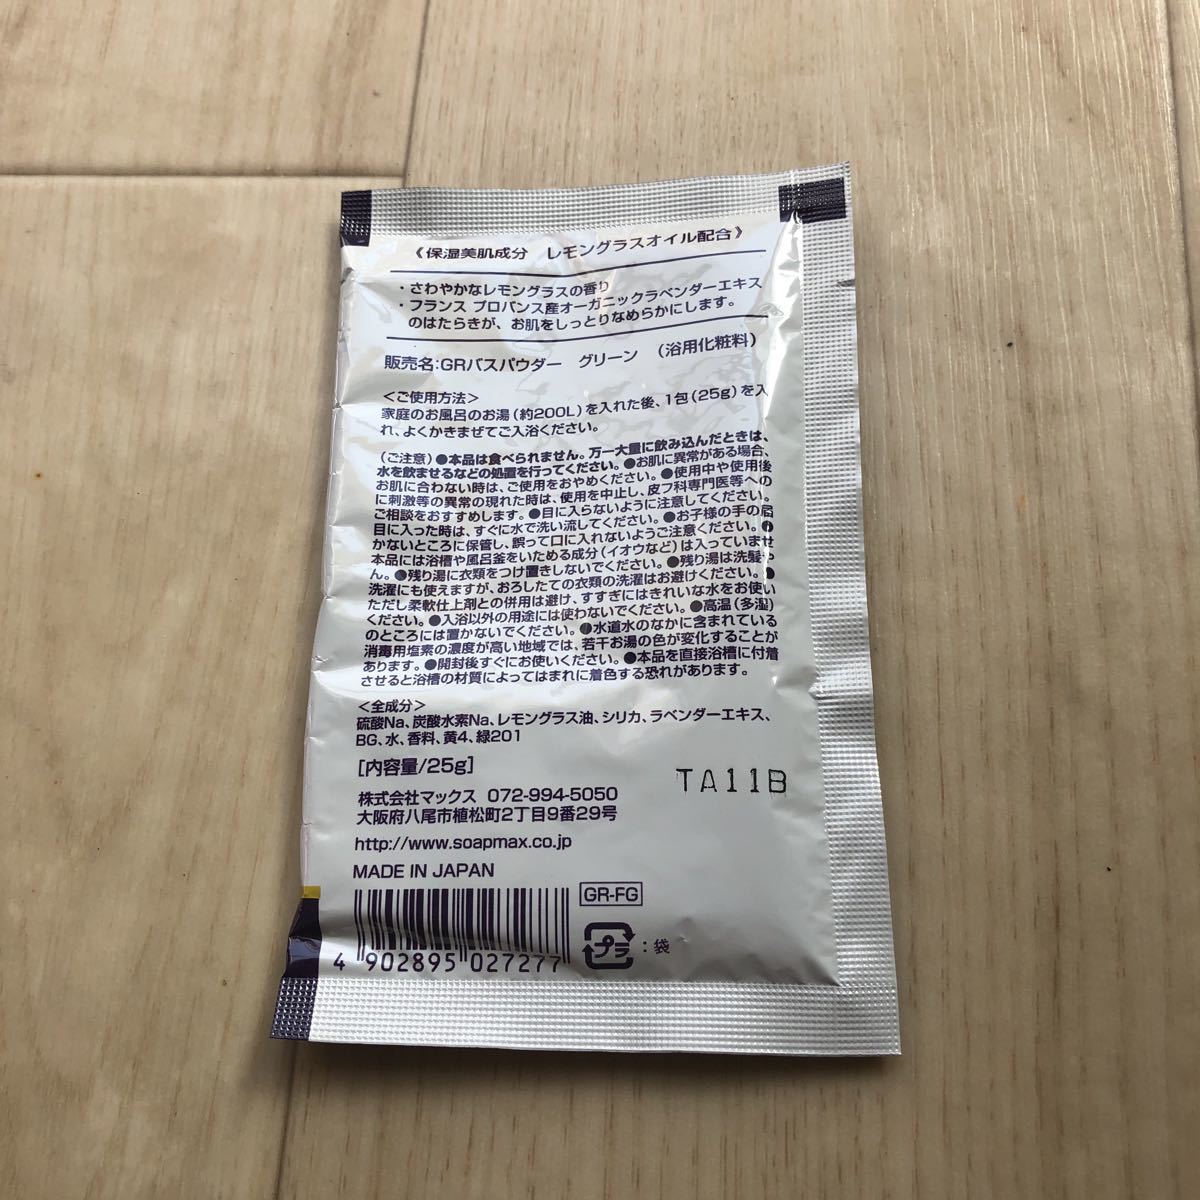 《保湿美肌成分　レモングラスオイル配合》
・さわやかなレモングラスの香り
・フランス プロバンス産オーガニックラベンダーエキス
のはたらきが、お肌をしっとりなめらかにします。
販売名:GRバスパウダー　グリーン　（浴用化粧料）
＜ご使用方法＞
家庭のお風呂のお湯（約200L）を入れた後、1包（25g）を入
れ、よくかきまぜてご入浴ください。
（ご注意）●本品は食べられません。万一大量に飲み込んだときは、
水を飲ませるなどの処置を行ってください。●お肌に異常がある場合、
お肌に合わない時は、ご使用をおやめください。●使用中や使用後
に刺激等の異常の現れた時は、使用を中止し、皮フ科専門医等への
ご相談をおすすめします。●目に入らないように注意してください。
目に入った時は、すぐに水で洗い流してください。●お子様の手の届
かないところに保管し、誤って口に入れないようご注意ください。●
本品には浴槽や風呂釜をいためる成分（イオウなど）は入っていませ
ん。●残り湯に衣類をつけ置きしないでください。●残り湯は洗髪や
洗濯にも使えますが、おろしたての衣類の洗濯はお避けください。●
ただし柔軟仕上剤との併用は避け、すすぎにはきれいな水をお使い
ください。●入浴以外の用途には使わないでください。●高温（多湿）
のところには置かないでください。●水道水のなかに含まれている
消毒用塩素の濃度が高い地域では、若干お湯の色が変化することが
あります。●開封後すぐにお使いください。●本品を直接浴槽に付着
させると浴槽の材質によってはまれに着色する恐れがあります。
＜全成分＞
硫酸Na、炭酸水素Na、レモングラス油、シリカ、ラベンダーエキス、
BG、水、香料、黄4、緑201
[内容量/25g]
TA11B
株式会社マックス 072-994-5050
大阪府八尾市植松町2丁目9番29号
http://www.soapmax.co.jp
MADE IN JAPAN
GR-FG
プラ
:袋
4 902895 027277